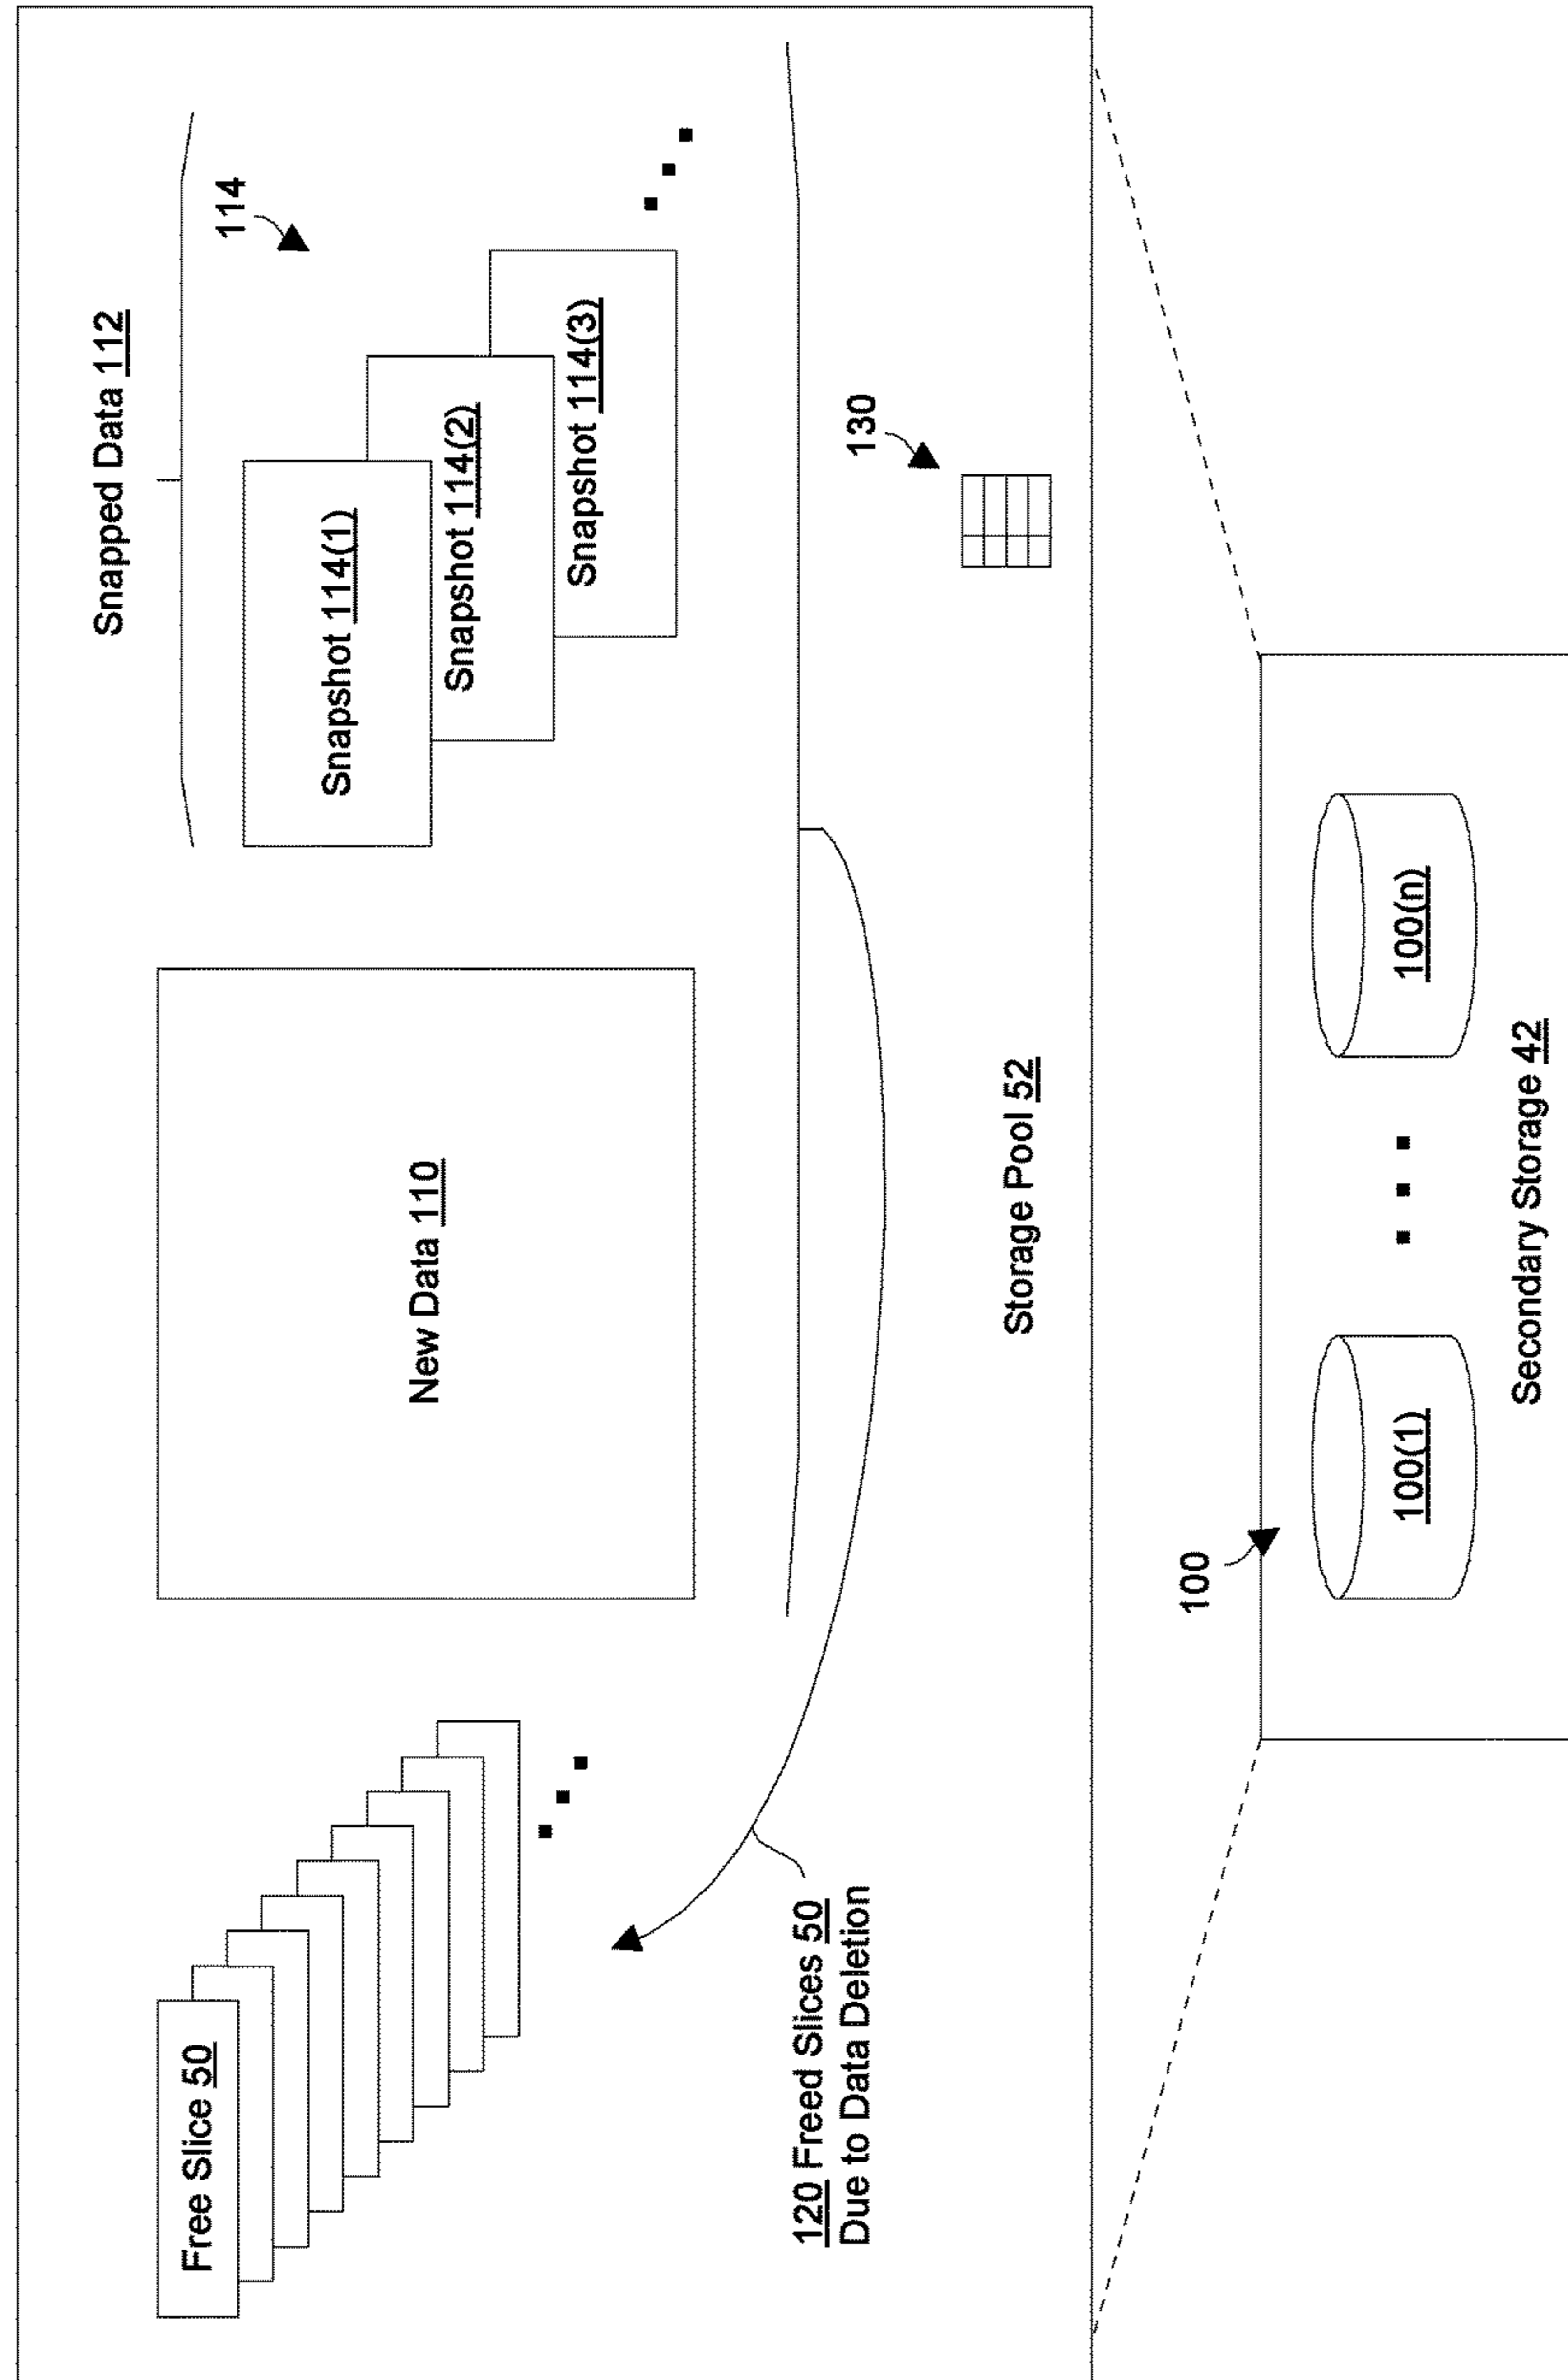 Free Slice 50
New Data 110
Snapped Data 112
114
Snapshot 114(1)
Snapshot 114(2)
Snapshot 114(3)
120 Freed Slices 50
Due to Data Deletion
130
Storage Pool 52
100
100(1)
100(n)
Secondary Storage 42